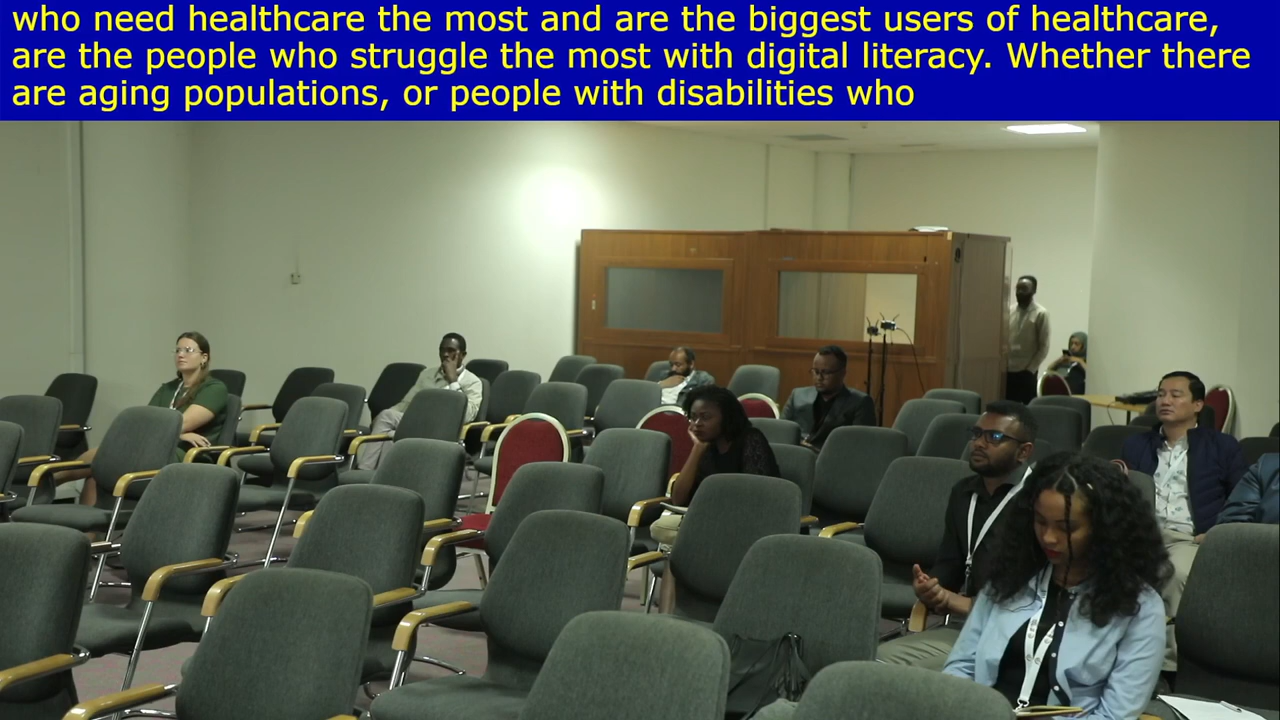 who need healthcare the most and are the biggest users of healthcare,
are the people who struggle the most with digital literacy. Whether there
are aging populations, or people with disabilities who